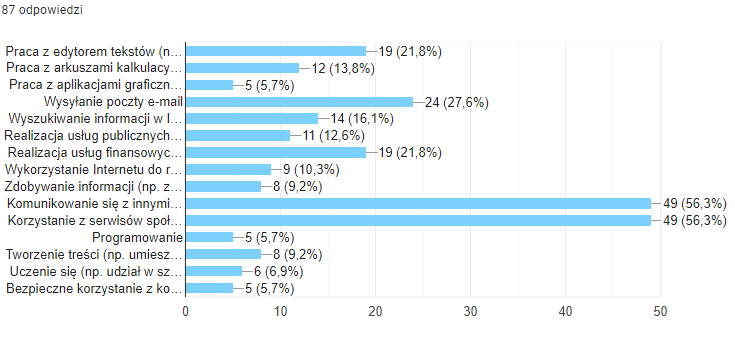 87 odpowiedzi
Praca z edytorem tekstów (n… 19 (21,8%)
Praca z arkuszami kalkulacy… 12 (13,8%)
Praca z aplikacjami graficzn… 5 (5,7%)
Wysyłanie poczty e-mail 24 (27,6%)
Wyszukiwanie informacji w I… 14 (16,1%)
Realizacja usług publicznych… 11 (12,6%)
Realizacja usług finansowyc… 19 (21,8%)
Wykorzystanie Internetu do r… 9 (10,3%)
Zdobywanie informacji (np. z… 8 (9,2%)
Komunikowanie się z innymi… 49 (56,3%)
Korzystanie z serwisów społ… 49 (56,3%)
Programowanie 5 (5,7%)
Tworzenie treści (np. umiesz… 8 (9,2%)
Uczenie się (np. udział w sz… 6 (6,9%)
Bezpieczne korzystanie z ko… 5 (5,7%)
0 10 20 30 40 50